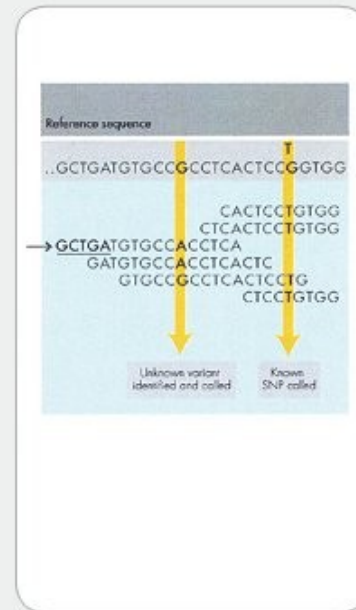 Reference sequence
T
..GCTGATGTGCCGCCTCACTCCGGTGG
CACTCCTGTGG
CTCACTCCTGTGG
→GCTGATGTGCCACCTCA
GATGTGCCACCTCACTC
GTGCCGCCTCACTCCTG
CTCCTGTGG
Unknown variant
identified and called
Known
SNP called